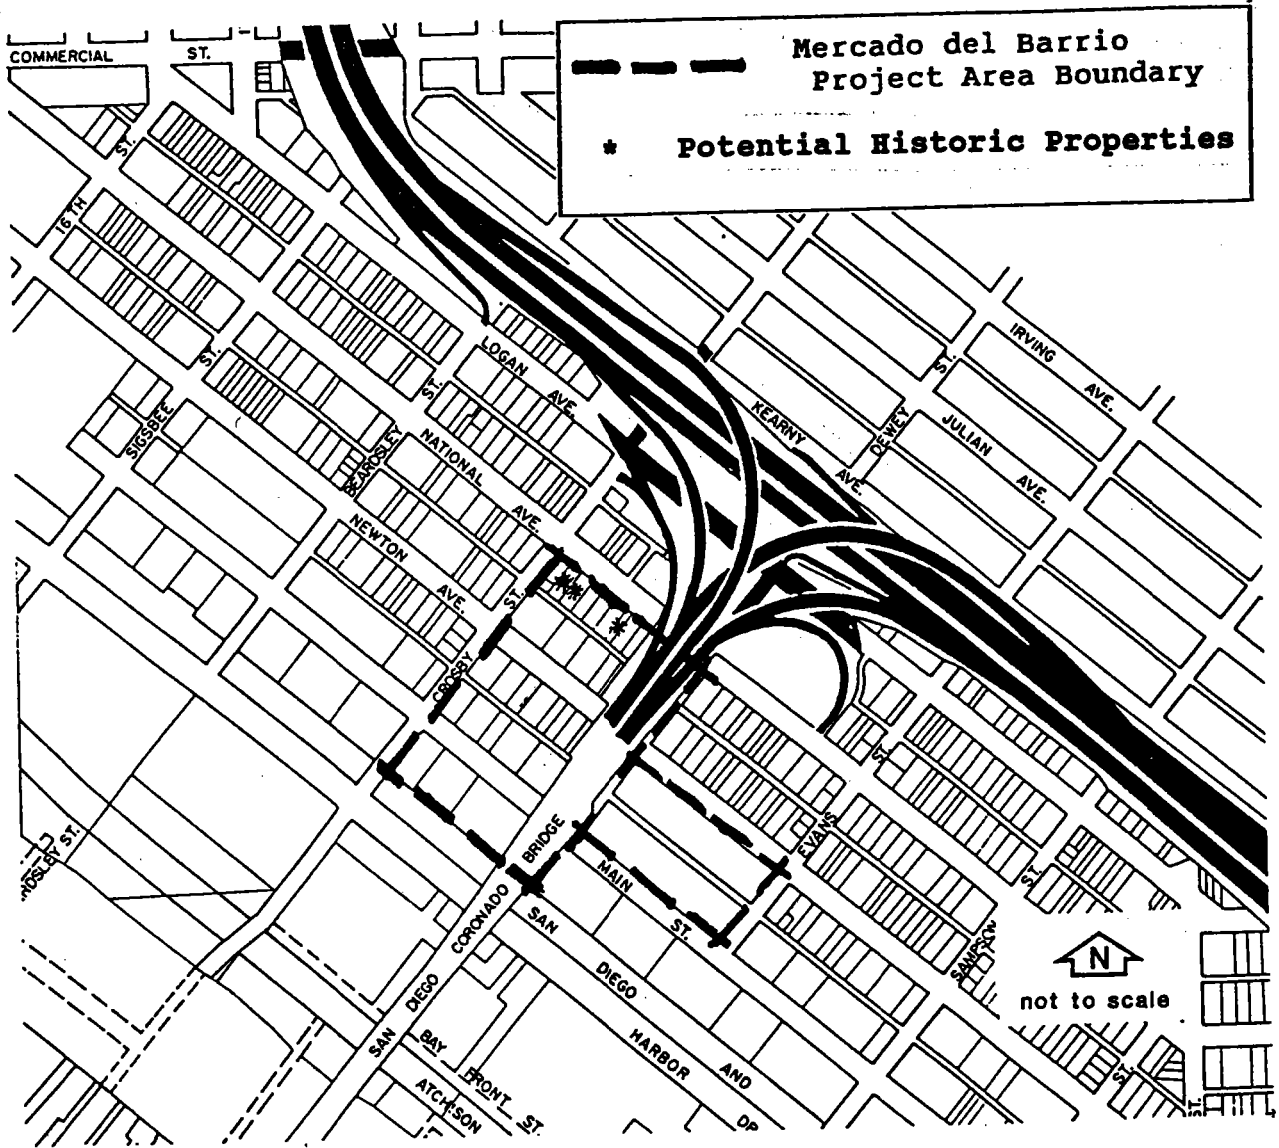 Mercado del Barrio
Project Area Boundary
* Potential Historic Properties
COMMERCIAL ST.
ST.
16TH
ST.
SIGSBEE
ST.
BEARDSLEY
LOGAN AVE.
NATIONAL AVE.
NEWTON AVE.
ST.
CROSBY
KEARNY AVE.
ST.
DEWEY
IRVING AVE.
JULIAN AVE.
ST.
EVANS
ST.
SAMPSON
ST.
ST.
MAIN ST.
SAN DIEGO CORONADO BRIDGE
SAN DIEGO AND
HARBOR DR
BAY FRONT ST.
ATCHISON
ST.
N
not to scale